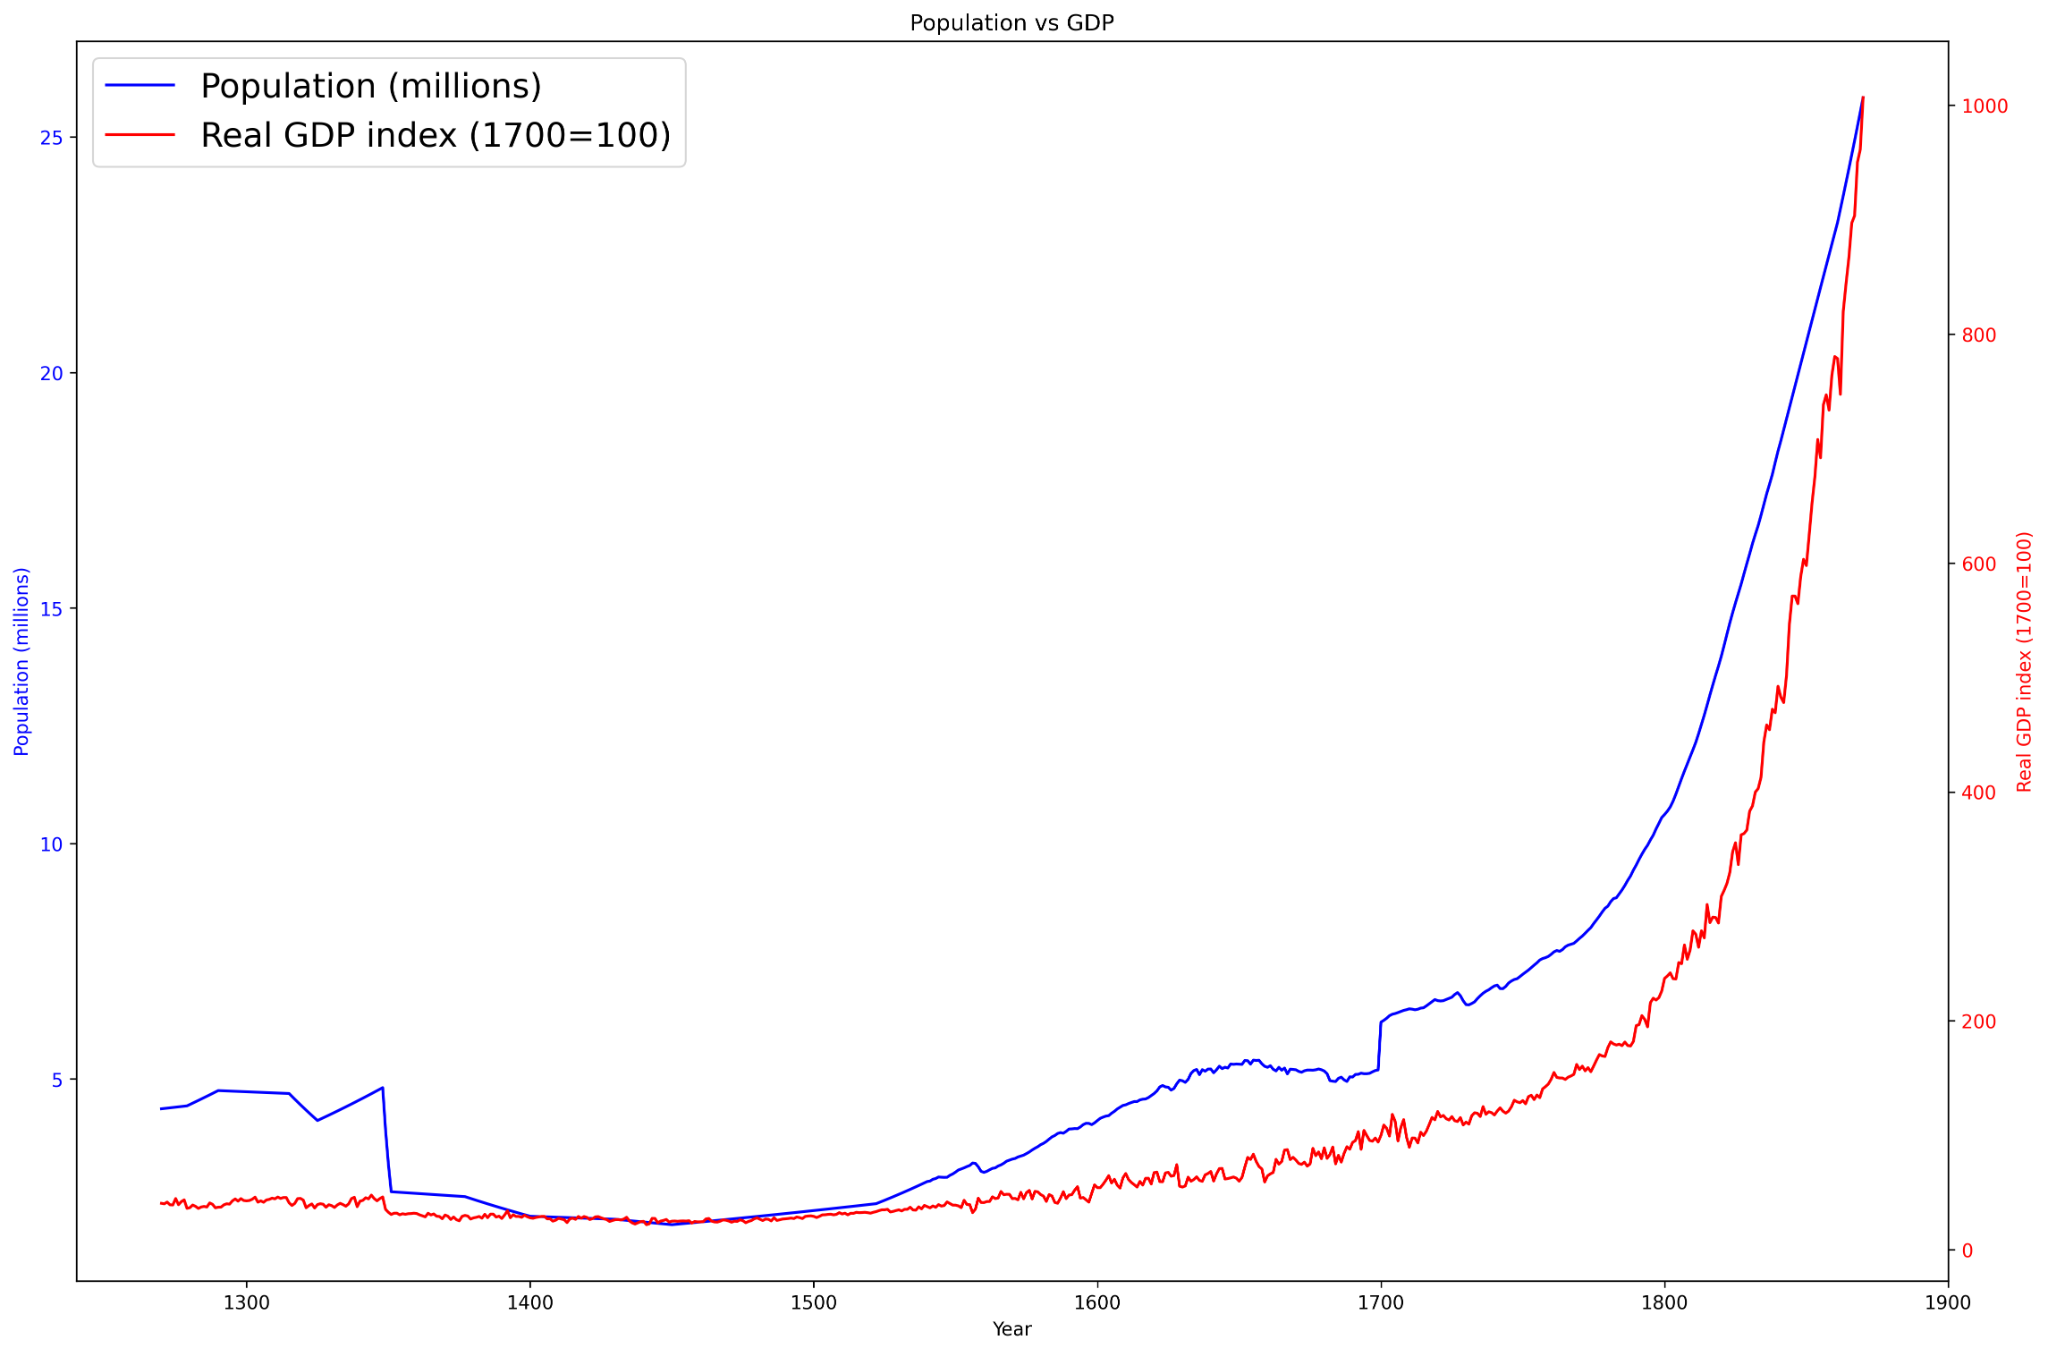 Population vs GDP
Population (millions)
Real GDP index (1700=100)
25
20
15
10
5
Population (millions)
1000
800
600
400
200
0
Real GDP index (1700=100)
1300 1400 1500 1600 1700 1800 1900
Year